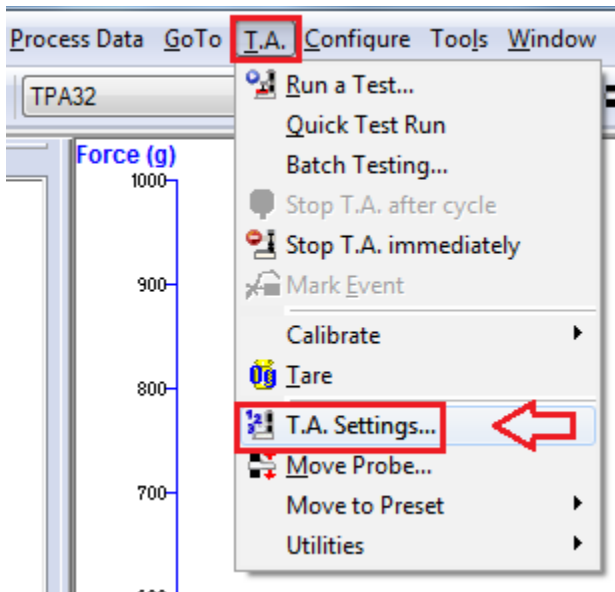 Process Data GoTo T.A. Configure Tools Window
TPA32
Force (g)
1000
900
800
700
Run a Test...
Quick Test Run
Batch Testing...
Stop T.A. after cycle
Stop T.A. immediately
Mark Event
Calibrate
Tare
T.A. Settings...
Move Probe...
Move to Preset
Utilities